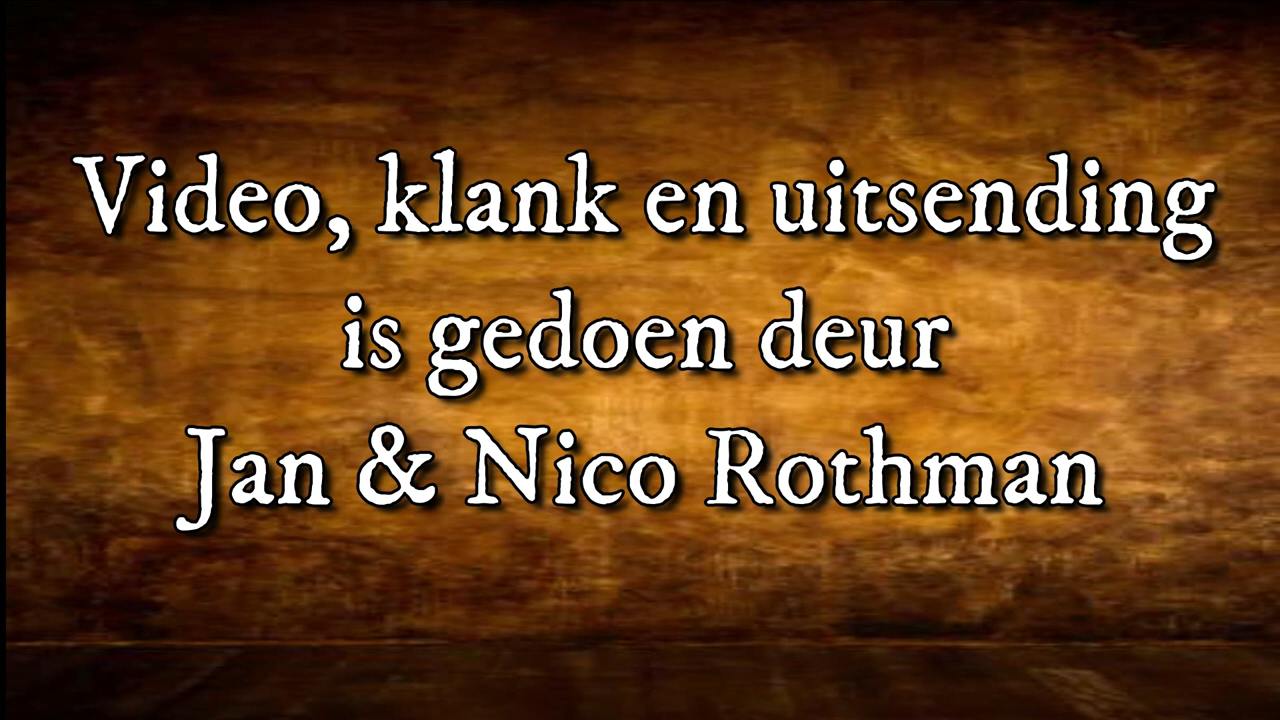 Video, klank en uitsending
is gedoen deur
Jan & Nico Rothman